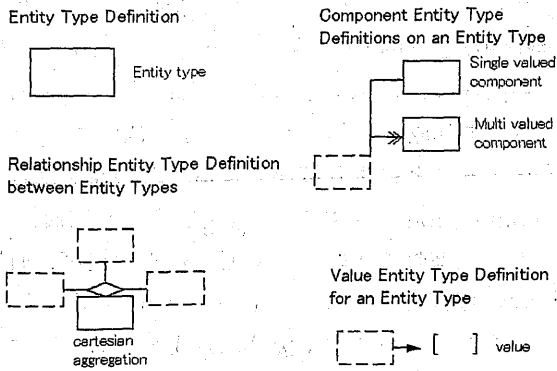 Entity Type Definition
Entity type
Component Entity Type
Definitions on an Entity Type
Single valued
component
Multi valued
component
Relationship Entity Type Definition
between Entity Types
cartesian
aggregation
Value Entity Type Definition
for an Entity Type
[ ] value